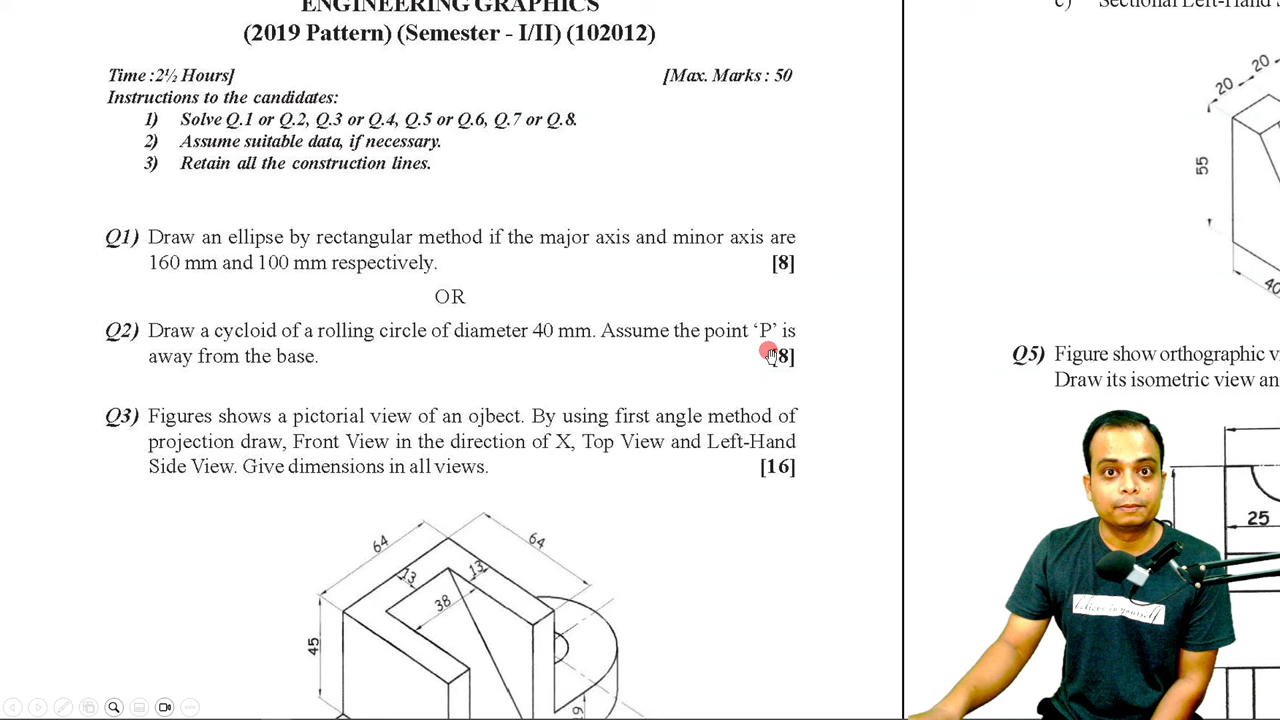 ENGINEERING GRAPHICS
(2019 Pattern) (Semester - I/II) (102012)
Time :2½ Hours]
[Max. Marks : 50
Instructions to the candidates:
1) Solve Q.1 or Q.2, Q.3 or Q.4, Q.5 or Q.6, Q.7 or Q.8.
2) Assume suitable data, if necessary.
3) Retain all the construction lines.
Q1) Draw an ellipse by rectangular method if the major axis and minor axis are
160 mm and 100 mm respectively. [8]
OR
Q2) Draw a cycloid of a rolling circle of diameter 40 mm. Assume the point ‘P’ is
away from the base. [8]
Q3) Figures shows a pictorial view of an ojbect. By using first angle method of
projection draw, Front View in the direction of X, Top View and Left-Hand
Side View. Give dimensions in all views. [16]
64
64
13
13
38
45
19
c) Sectional Left-Hand
20
20
55
40
Q5) Figure show orthographic
Draw its isometric view an
25
believe in yourself